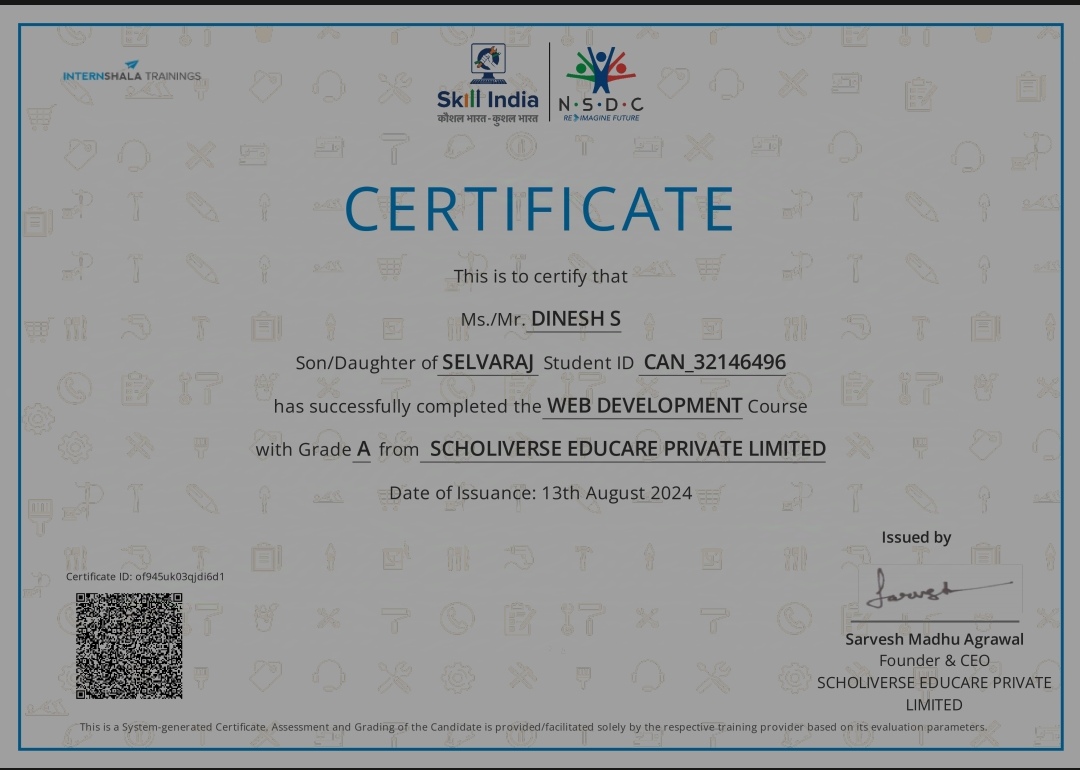 INTERNSHALA TRAININGS
Skill India
कौशल भारत-कुशल भारत
N·S·D·C
RE IMAGINE FUTURE
CERTIFICATE
This is to certify that
Ms./Mr. DINESH S
Son/Daughter of SELVARAJ Student ID CAN_32146496
has successfully completed the WEB DEVELOPMENT Course
with Grade A from SCHOLIVERSE EDUCARE PRIVATE LIMITED
Date of Issuance: 13th August 2024
Certificate ID: of945uk03qjdi6d1
Issued by
Sarvesh
Sarvesh Madhu Agrawal
Founder & CEO
SCHOLIVERSE EDUCARE PRIVATE
LIMITED
This is a System-generated Certificate. Assessment and Grading of the Candidate is provided/facilitated solely by the respective training provider based on its evaluation parameters.